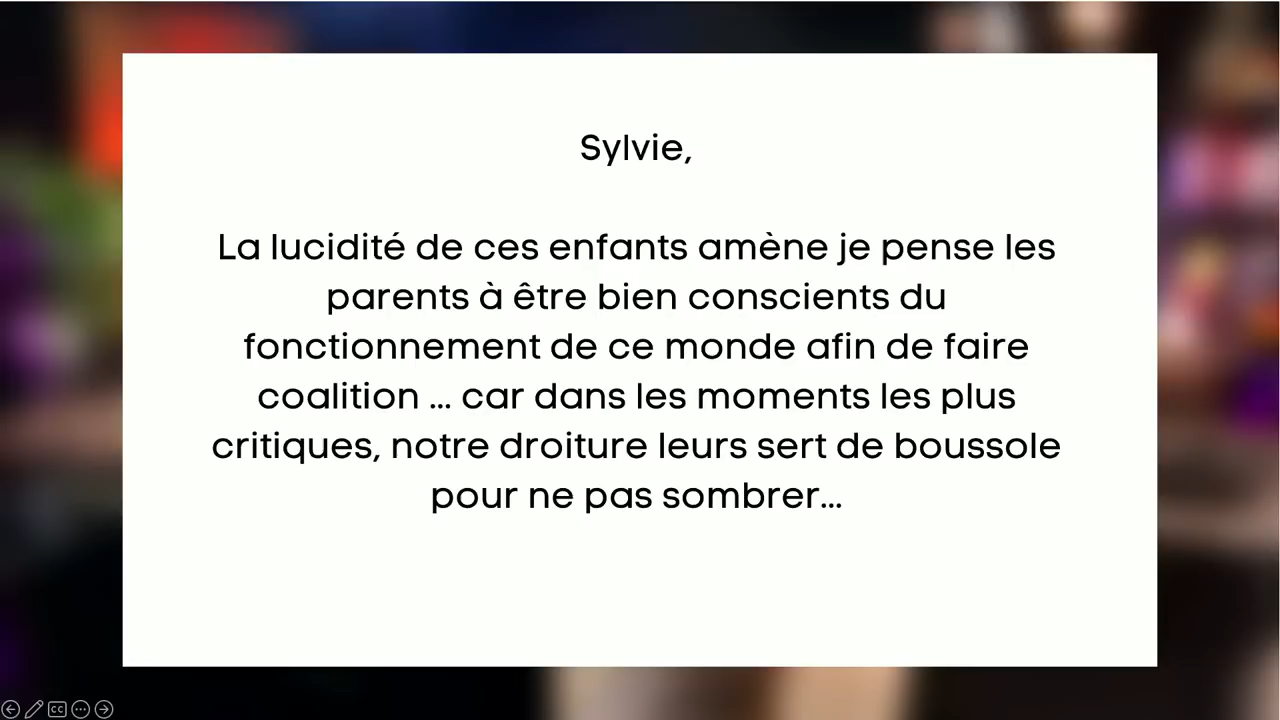 Sylvie,
La lucidité de ces enfants amène je pense les
parents à être bien conscients du
fonctionnement de ce monde afin de faire
coalition ... car dans les moments les plus
critiques, notre droiture leurs sert de boussole
pour ne pas sombrer...
CC